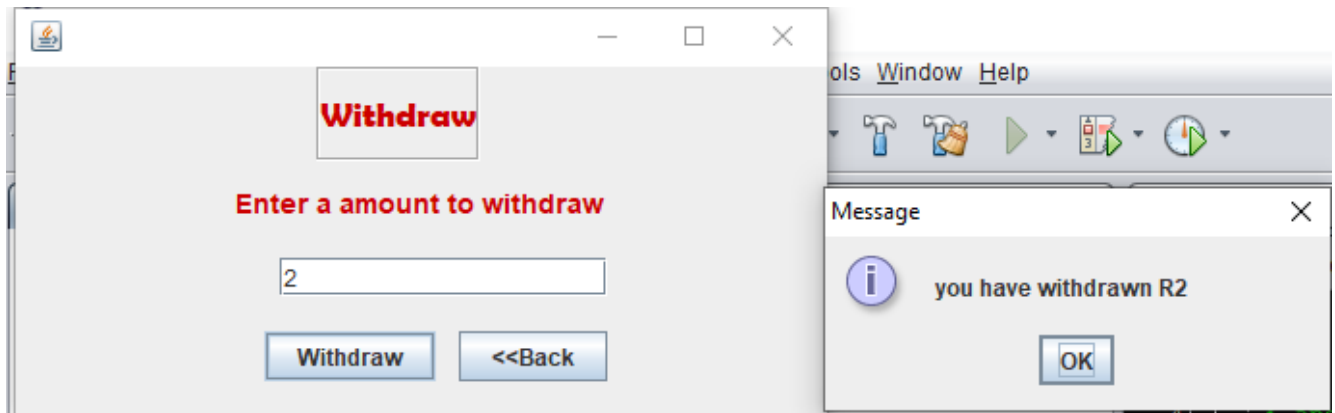 ols Window Help
Withdraw
Enter a amount to withdraw
2
Withdraw
<<Back
Message
you have withdrawn R2
OK